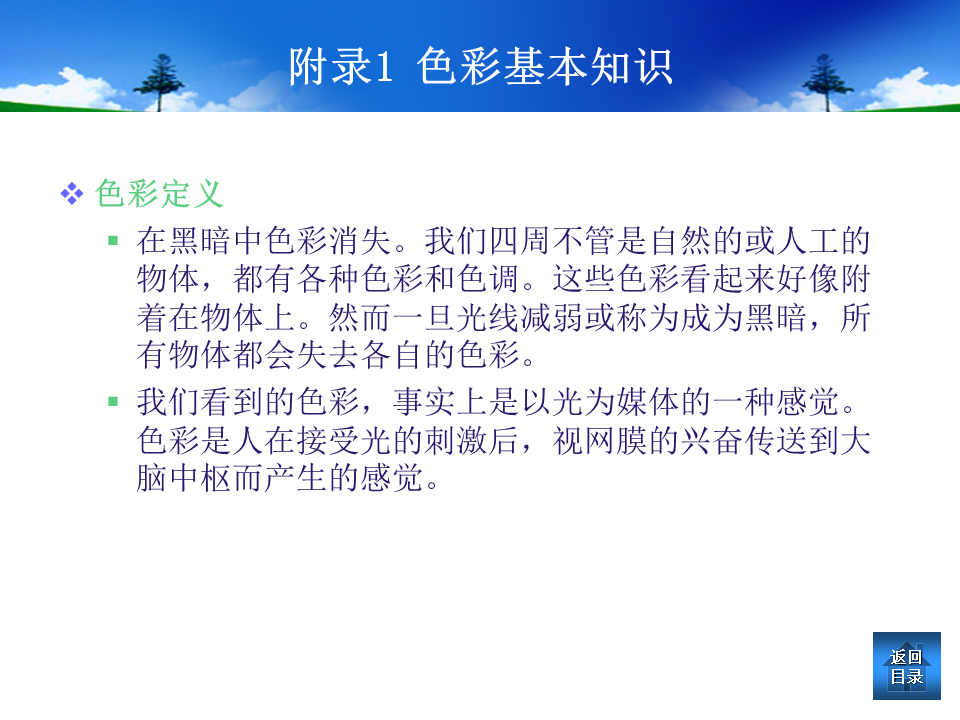 附录1 色彩基本知识
色彩定义
在黑暗中色彩消失。我们四周不管是自然的或人工的
物体，都有各种色彩和色调。这些色彩看起来好像附
着在物体上。然而一旦光线减弱或称为成为黑暗，所
有物体都会失去各自的色彩。
我们看到的色彩，事实上是以光为媒体的一种感觉。
色彩是人在接受光的刺激后，视网膜的兴奋传送到大
脑中枢而产生的感觉。
返回
目录